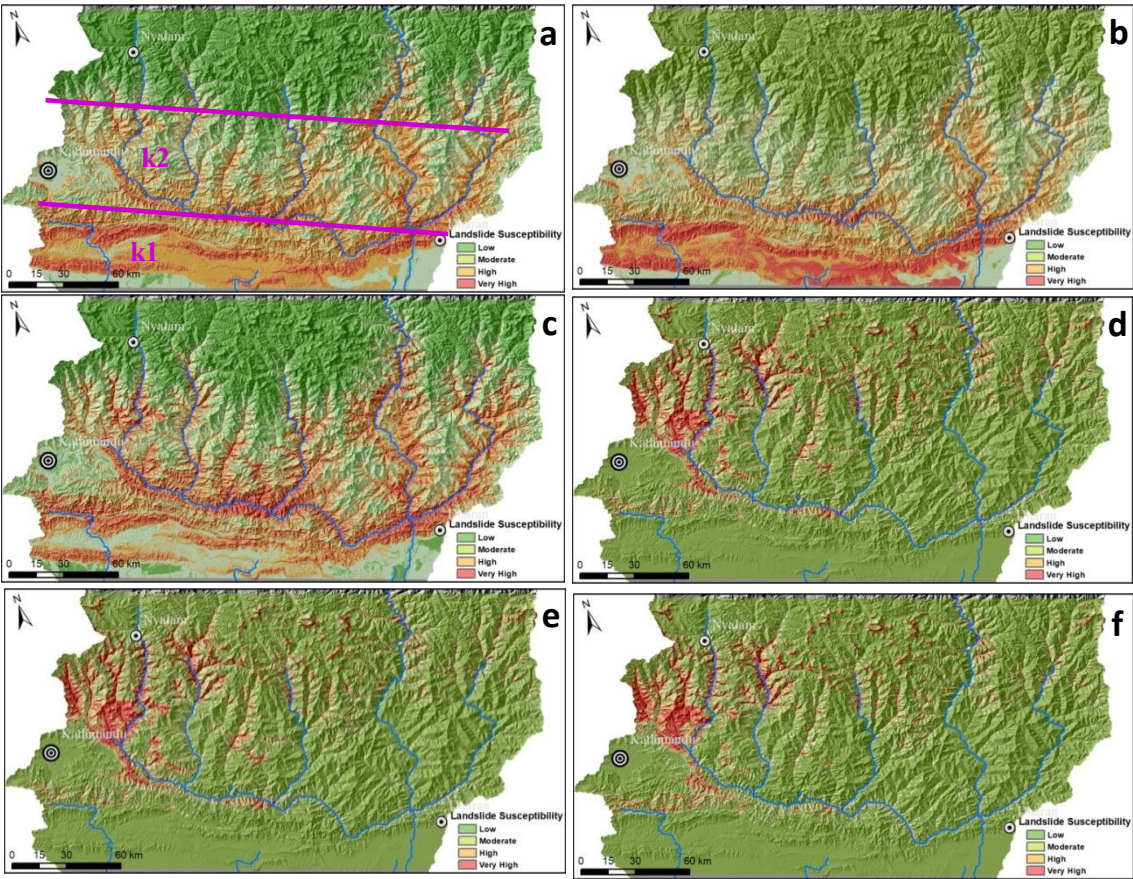 N
a
Nyalam
k2
Kathmandu
k1
Landslide Susceptibility
Low
Moderate
High
Very High
0 15 30 60 km
N
b
Nyalam
Kathmandu
Landslide Susceptibility
Low
Moderate
High
Very High
0 15 30 60 km
N
c
Nyalam
Kathmandu
Landslide Susceptibility
Low
Moderate
High
Very High
0 15 30 60 km
N
d
Nyalam
Kathmandu
Landslide Susceptibility
Low
Moderate
High
Very High
0 15 30 60 km
N
e
Nyalam
Kathmandu
Landslide Susceptibility
Low
Moderate
High
Very High
0 15 30 60 km
N
f
Nyalam
Kathmandu
Landslide Susceptibility
Low
Moderate
High
Very High
0 15 30 60 km